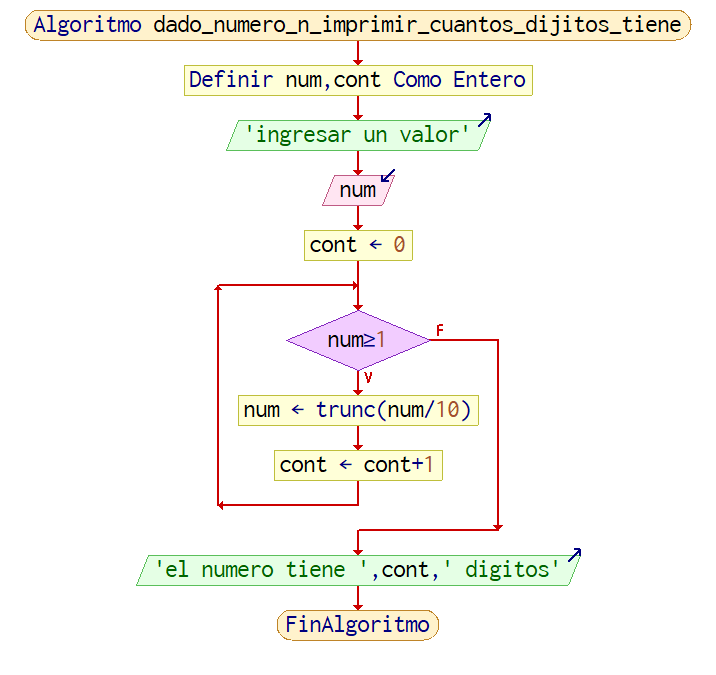 Algoritmo dado_numero_n_imprimir_cuantos_dijitos_tiene
Definir num,cont Como Entero
'ingresar un valor'
num
cont ← 0
num≥1
F
V
num ← trunc(num/10)
cont ← cont+1
'el numero tiene ',cont,' digitos'
FinAlgoritmo